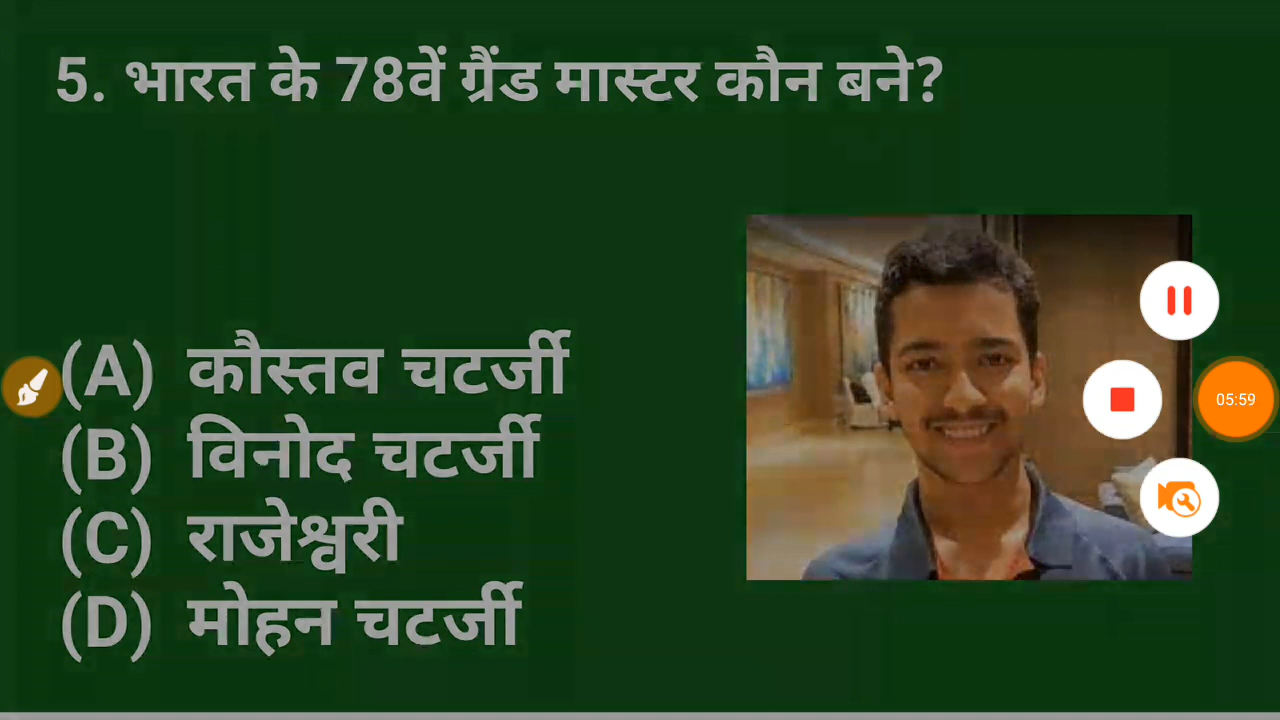 5. भारत के 78वें ग्रैंड मास्टर कौन बने?
(A) कौस्तव चटर्जी
(B) विनोद चटर्जी
(C) राजेश्वरी
(D) मोहन चटर्जी
05:59